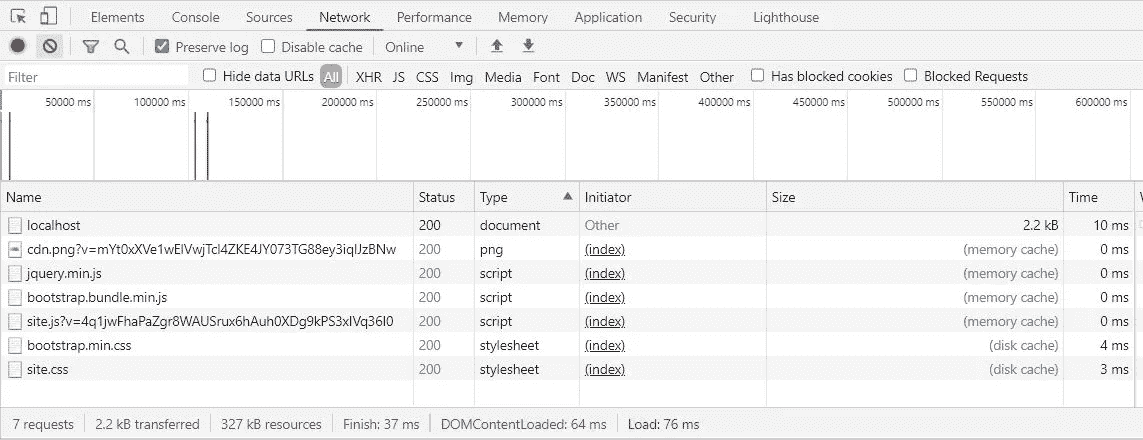 Elements Console Sources Network Performance Memory Application Security Lighthouse
Preserve log Disable cache Online
Filter Hide data URLs All XHR JS CSS Img Media Font Doc WS Manifest Other Has blocked cookies Blocked Requests
50000 ms 100000 ms 150000 ms 200000 ms 250000 ms 300000 ms 350000 ms 400000 ms 450000 ms 500000 ms 550000 ms 600000 ms
Name Status Type Initiator Size Time
localhost 200 document Other 2.2 kB 10 ms
cdn.png?v=mYt0xXVe1wElVwjTcl4ZKE4JY073TG88ey3iqlJzBNw 200 png (index) (memory cache) 0 ms
jquery.min.js 200 script (index) (memory cache) 0 ms
bootstrap.bundle.min.js 200 script (index) (memory cache) 0 ms
site.js?v=4q1jwFhaPaZgr8WAUSrux6hAuh0XDg9kPS3xIVq36I0 200 script (index) (memory cache) 0 ms
bootstrap.min.css 200 stylesheet (index) (disk cache) 4 ms
site.css 200 stylesheet (index) (disk cache) 3 ms
7 requests 2.2 kB transferred 327 kB resources Finish: 37 ms DOMContentLoaded: 64 ms Load: 76 ms